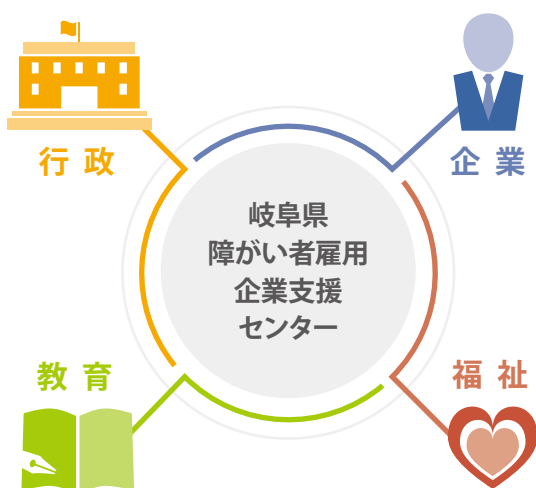 行政
企業
岐阜県
障がい者雇用
企業支援
センター
教育
福祉